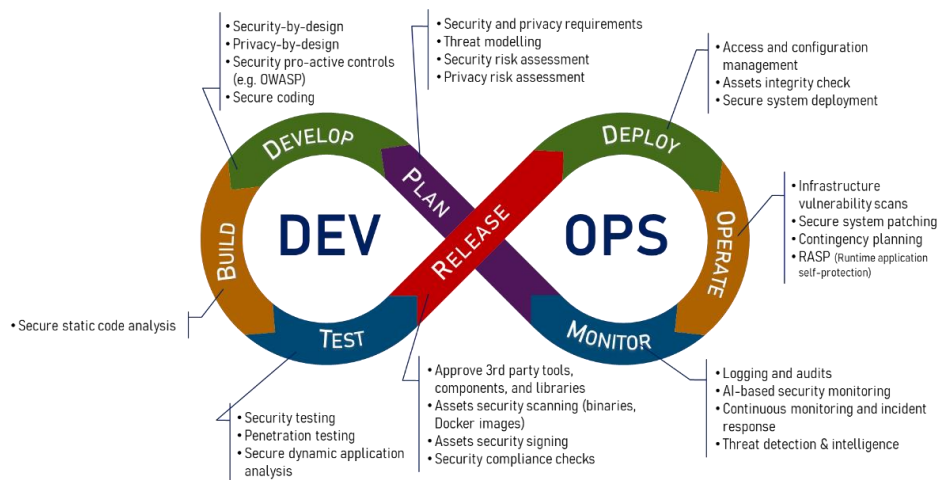 • Security-by-design
• Privacy-by-design
• Security pro-active controls
(e.g. OWASP)
• Secure coding
• Security and privacy requirements
• Threat modelling
• Security risk assessment
• Privacy risk assessment
• Access and configuration
management
• Assets integrity check
• Secure system deployment
DEVELOP
PLAN
DEPLOY
BUILD
DEV
RELEASE
OPS
OPERATE
• Infrastructure
vulnerability scans
• Secure system patching
• Contingency planning
• RASP (Runtime application
self-protection)
• Secure static code analysis
TEST
MONITOR
• Security testing
• Penetration testing
• Secure dynamic application
analysis
• Approve 3rd party tools,
components, and libraries
• Assets security scanning (binaries,
Docker images)
• Assets security signing
• Security compliance checks
• Logging and audits
• AI-based security monitoring
• Continuous monitoring and incident
response
• Threat detection & intelligence